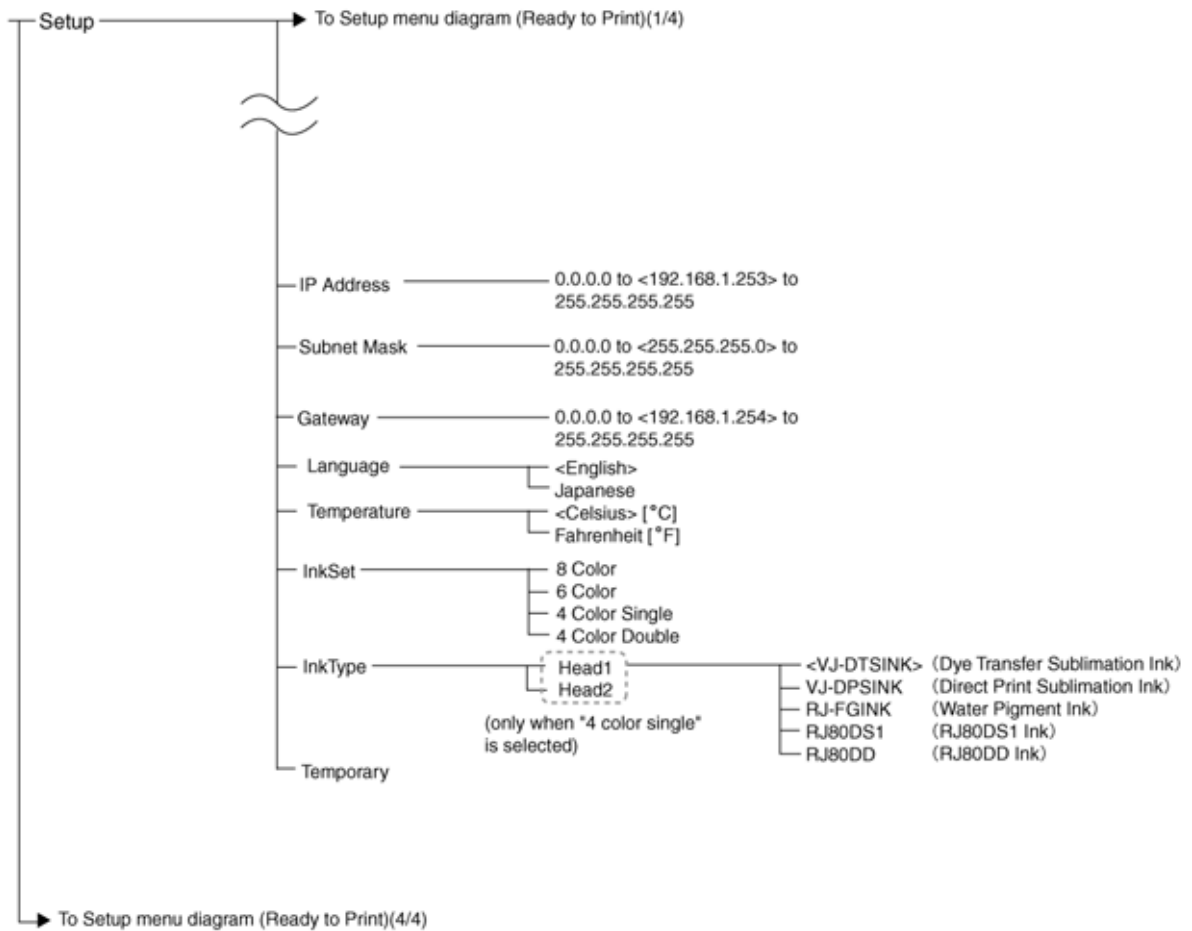 Setup
To Setup menu diagram (Ready to Print)(1/4)
IP Address
0.0.0.0 to <192.168.1.253> to
255.255.255.255
Subnet Mask
0.0.0.0 to <255.255.255.0> to
255.255.255.255
Gateway
0.0.0.0 to <192.168.1.254> to
255.255.255.255
Language
<English>
Japanese
Temperature
<Celsius> [°C]
Fahrenheit [°F]
InkSet
8 Color
6 Color
4 Color Single
4 Color Double
InkType
Head1
Head2
(only when "4 color single"
is selected)
<VJ-DTSINK> (Dye Transfer Sublimation Ink)
VJ-DPSINK (Direct Print Sublimation Ink)
RJ-FGINK (Water Pigment Ink)
RJ80DS1 (RJ80DS1 Ink)
RJ80DD (RJ80DD Ink)
Temporary
To Setup menu diagram (Ready to Print)(4/4)